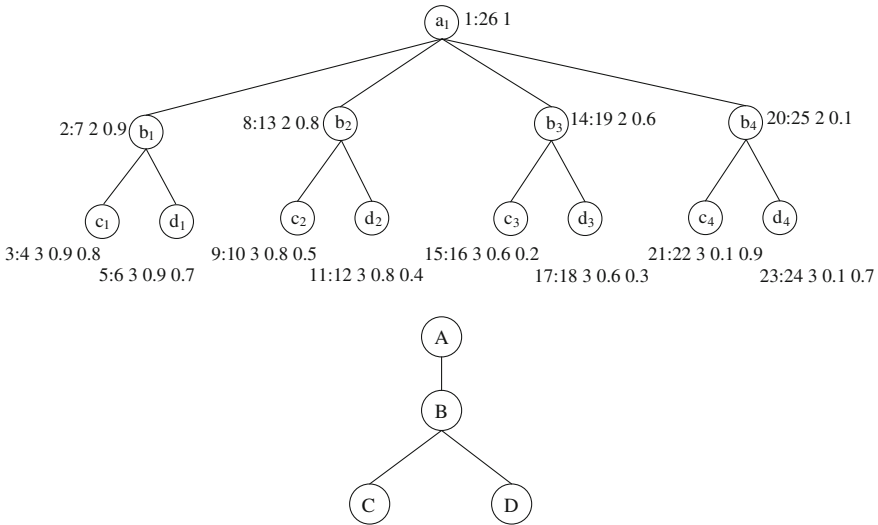 a1 1:26 1
2:7 2 0.9 b1 8:13 2 0.8 b2 b3 14:19 2 0.6 b4 20:25 2 0.1
c1 d1 c2 d2 c3 d3 c4 d4
3:4 3 0.9 0.8 9:10 3 0.8 0.5 15:16 3 0.6 0.2 21:22 3 0.1 0.9
5:6 3 0.9 0.7 11:12 3 0.8 0.4 17:18 3 0.6 0.3 23:24 3 0.1 0.7
A
B
C D